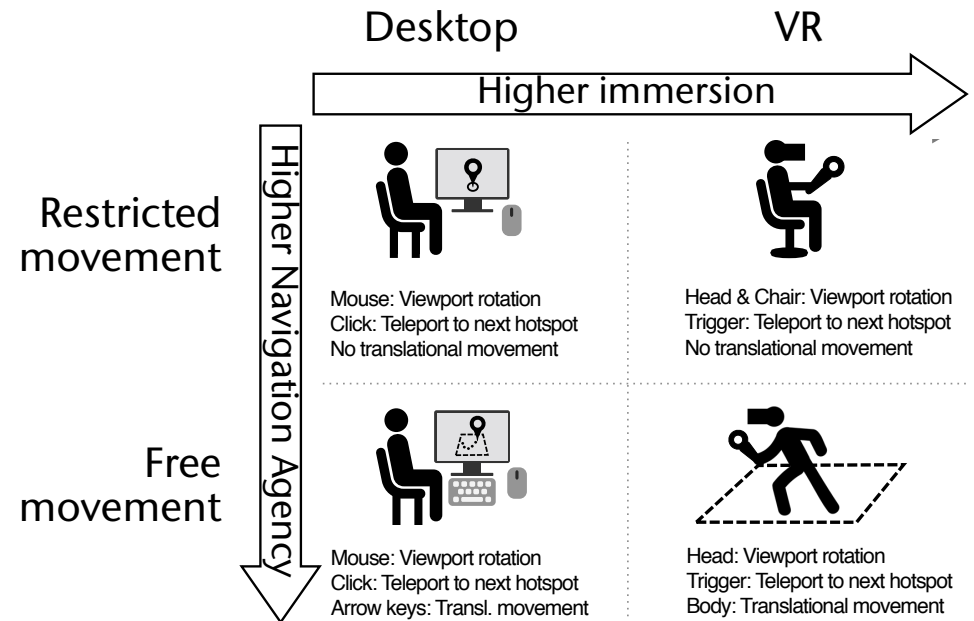 Desktop
VR
Higher immersion
Higher Navigation Agency
Restricted
movement
Mouse: Viewport rotation
Click: Teleport to next hotspot
No translational movement
Head & Chair: Viewport rotation
Trigger: Teleport to next hotspot
No translational movement
Free
movement
Mouse: Viewport rotation
Click: Teleport to next hotspot
Arrow keys: Transl. movement
Head: Viewport rotation
Trigger: Teleport to next hotspot
Body: Translational movement